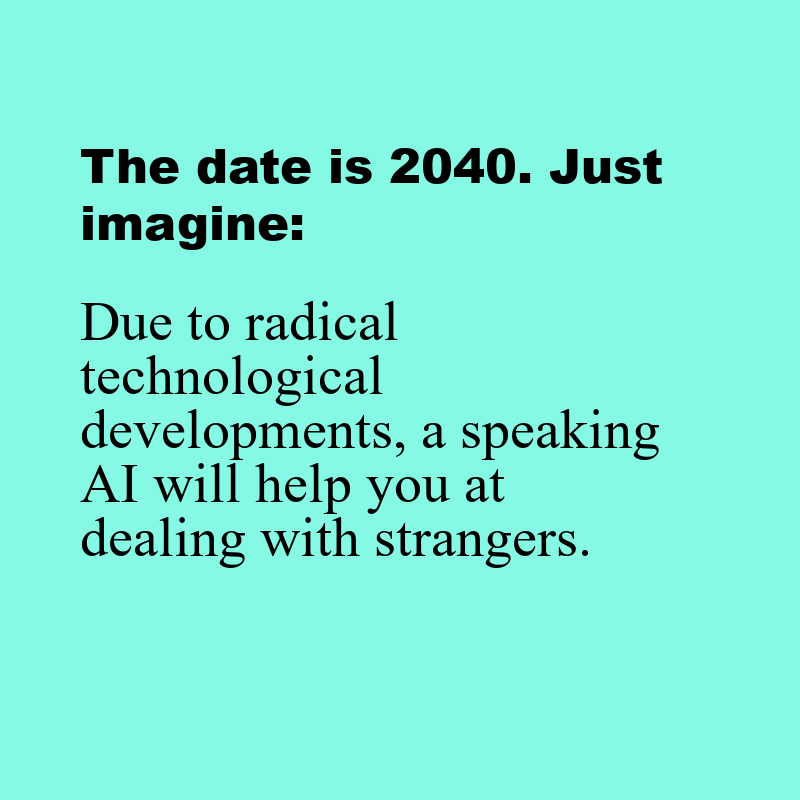 The date is 2040. Just
imagine:
Due to radical
technological
developments, a speaking
AI will help you at
dealing with strangers.